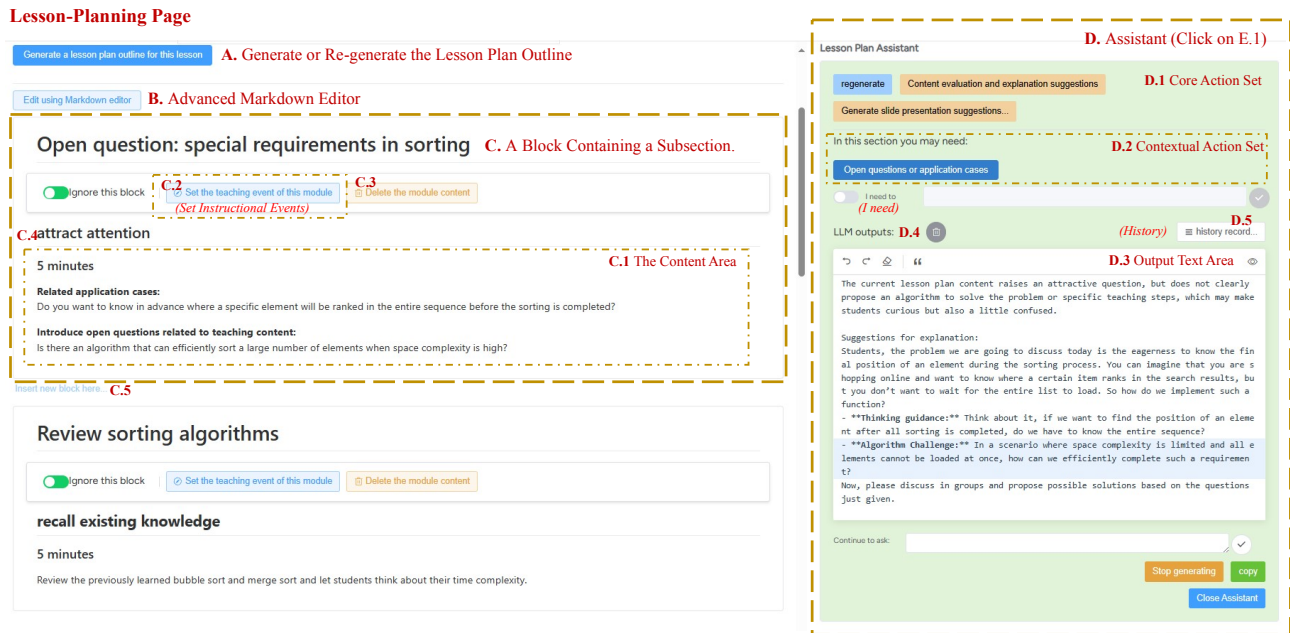 Lesson-Planning Page
Generate a lesson plan outline for this lesson
A. Generate or Re-generate the Lesson Plan Outline
Edit using Markdown editor
B. Advanced Markdown Editor
Open question: special requirements in sorting
C. A Block Containing a Subsection.
Ignore this block
C.2
Set the teaching event of this module
(Set Instructional Events)
C.3
Delete the module content
C.4
attract attention
5 minutes
C.1 The Content Area
Related application cases:
Do you want to know in advance where a specific element will be ranked in the entire sequence before the sorting is completed?
Introduce open questions related to teaching content:
Is there an algorithm that can efficiently sort a large number of elements when space complexity is high?
Insert new block here...
C.5
Review sorting algorithms
Ignore this block
Set the teaching event of this module
Delete the module content
recall existing knowledge
5 minutes
Review the previously learned bubble sort and merge sort and let students think about their time complexity.
D. Assistant (Click on E.1)
Lesson Plan Assistant
regenerate
Content evaluation and explanation suggestions
D.1 Core Action Set
Generate slide presentation suggestions...
In this section you may need:
D.2 Contextual Action Set
Open questions or application cases
I need to
(I need)
LLM outputs:
D.4
(History)
D.5
history record...
D.3 Output Text Area
The current lesson plan content raises an attractive question, but does not clearly
propose an algorithm to solve the problem or specific teaching steps, which may make
students curious but also a little confused.
Suggestions for explanation:
Students, the problem we are going to discuss today is the eagerness to know the fin
al position of an element during the sorting process. You can imagine that you are s
hopping online and want to know where a certain item ranks in the search results, bu
t you don't want to wait for the entire list to load. So how do we implement such a
function?
- **Thinking guidance:** Think about it, if we want to find the position of an eleme
nt after all sorting is completed, do we have to know the entire sequence?
- **Algorithm Challenge:** In a scenario where space complexity is limited and all e
lements cannot be loaded at once, how can we efficiently complete such a requiremen
t?
Now, please discuss in groups and propose possible solutions based on the questions
just given.
Continue to ask:
Stop generating
copy
Close Assistant